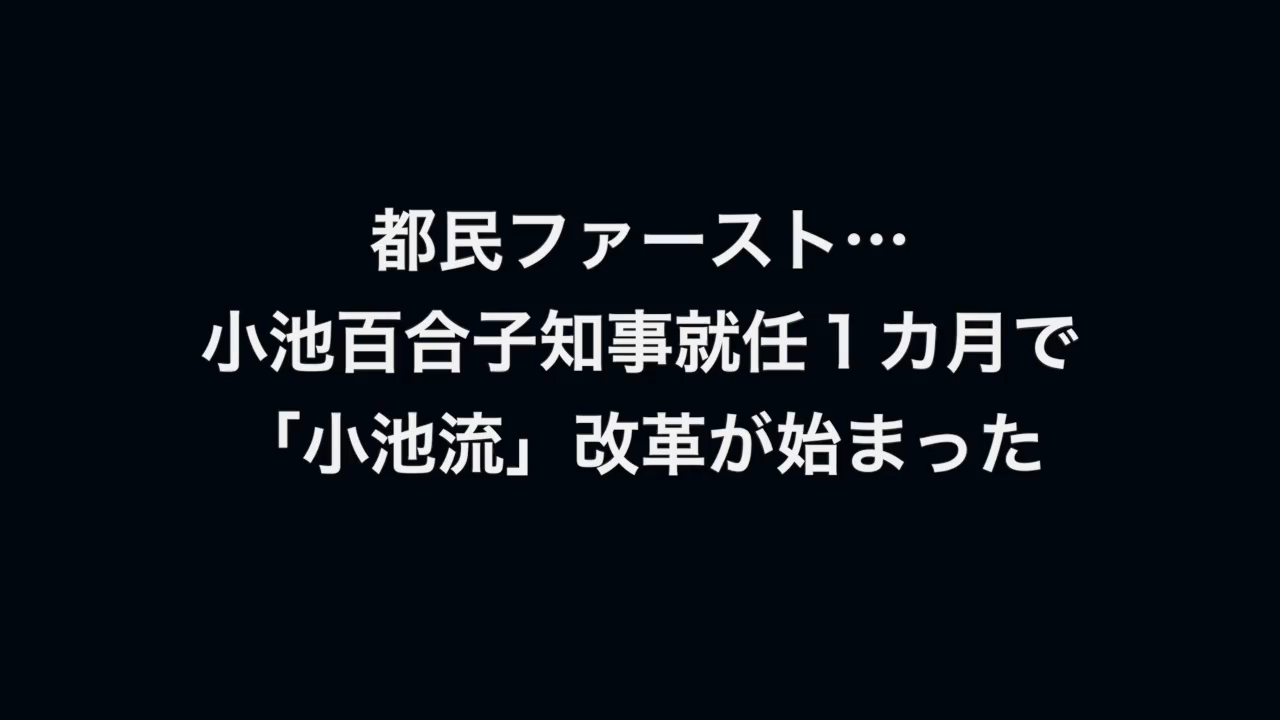 都民ファースト…
小池百合子知事就任１カ月で
「小池流」改革が始まった